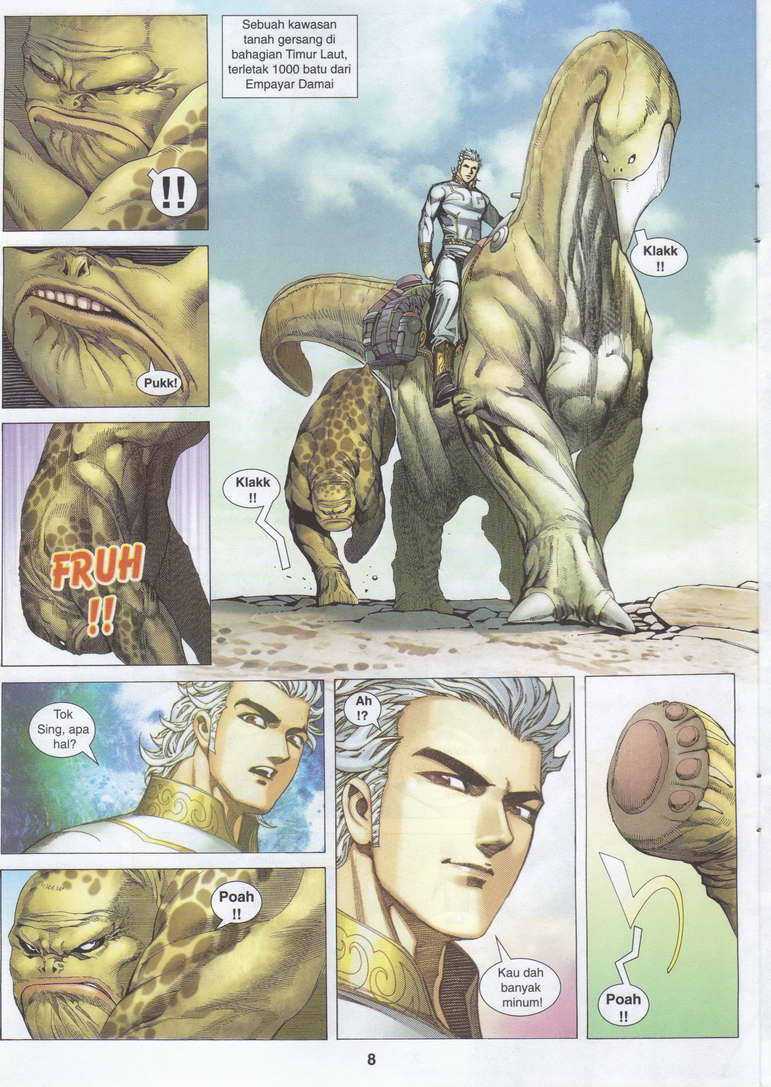 Sebuah kawasan
tanah gersang di
bahagian Timur Laut,
terletak 1000 batu dari
Empayar Damai
!!
Klakk
!!
Pukk!
Klakk
!!
FRUH
!!
Tok
Sing, apa
hal?
Ah
!?
Poah
!!
Kau dah
banyak
minum!
Poah
!!
8